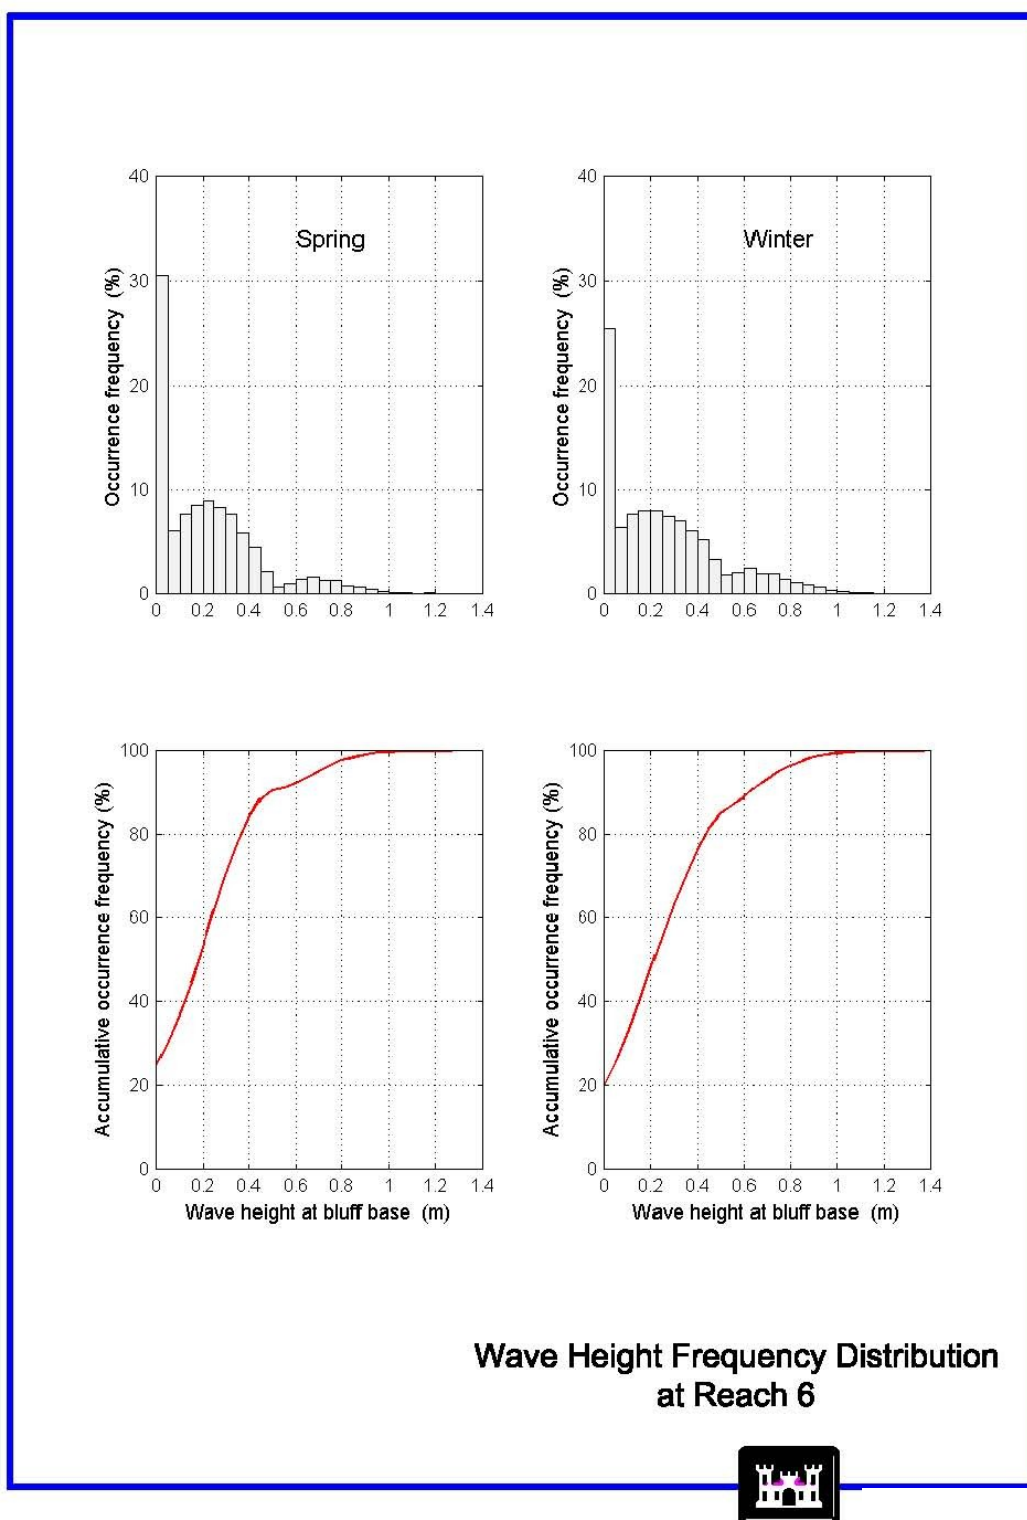 Spring
Occurrence frequency (%)
40
30
20
10
0
0 0.2 0.4 0.6 0.8 1 1.2 1.4
Winter
Occurrence frequency (%)
40
30
20
10
0
0 0.2 0.4 0.6 0.8 1 1.2 1.4
Accumulative occurrence frequency (%)
100
80
60
40
20
0
0 0.2 0.4 0.6 0.8 1 1.2 1.4
Wave height at bluff base (m)
Accumulative occurrence frequency (%)
100
80
60
40
20
0
0 0.2 0.4 0.6 0.8 1 1.2 1.4
Wave height at bluff base (m)
Wave Height Frequency Distribution
at Reach 6